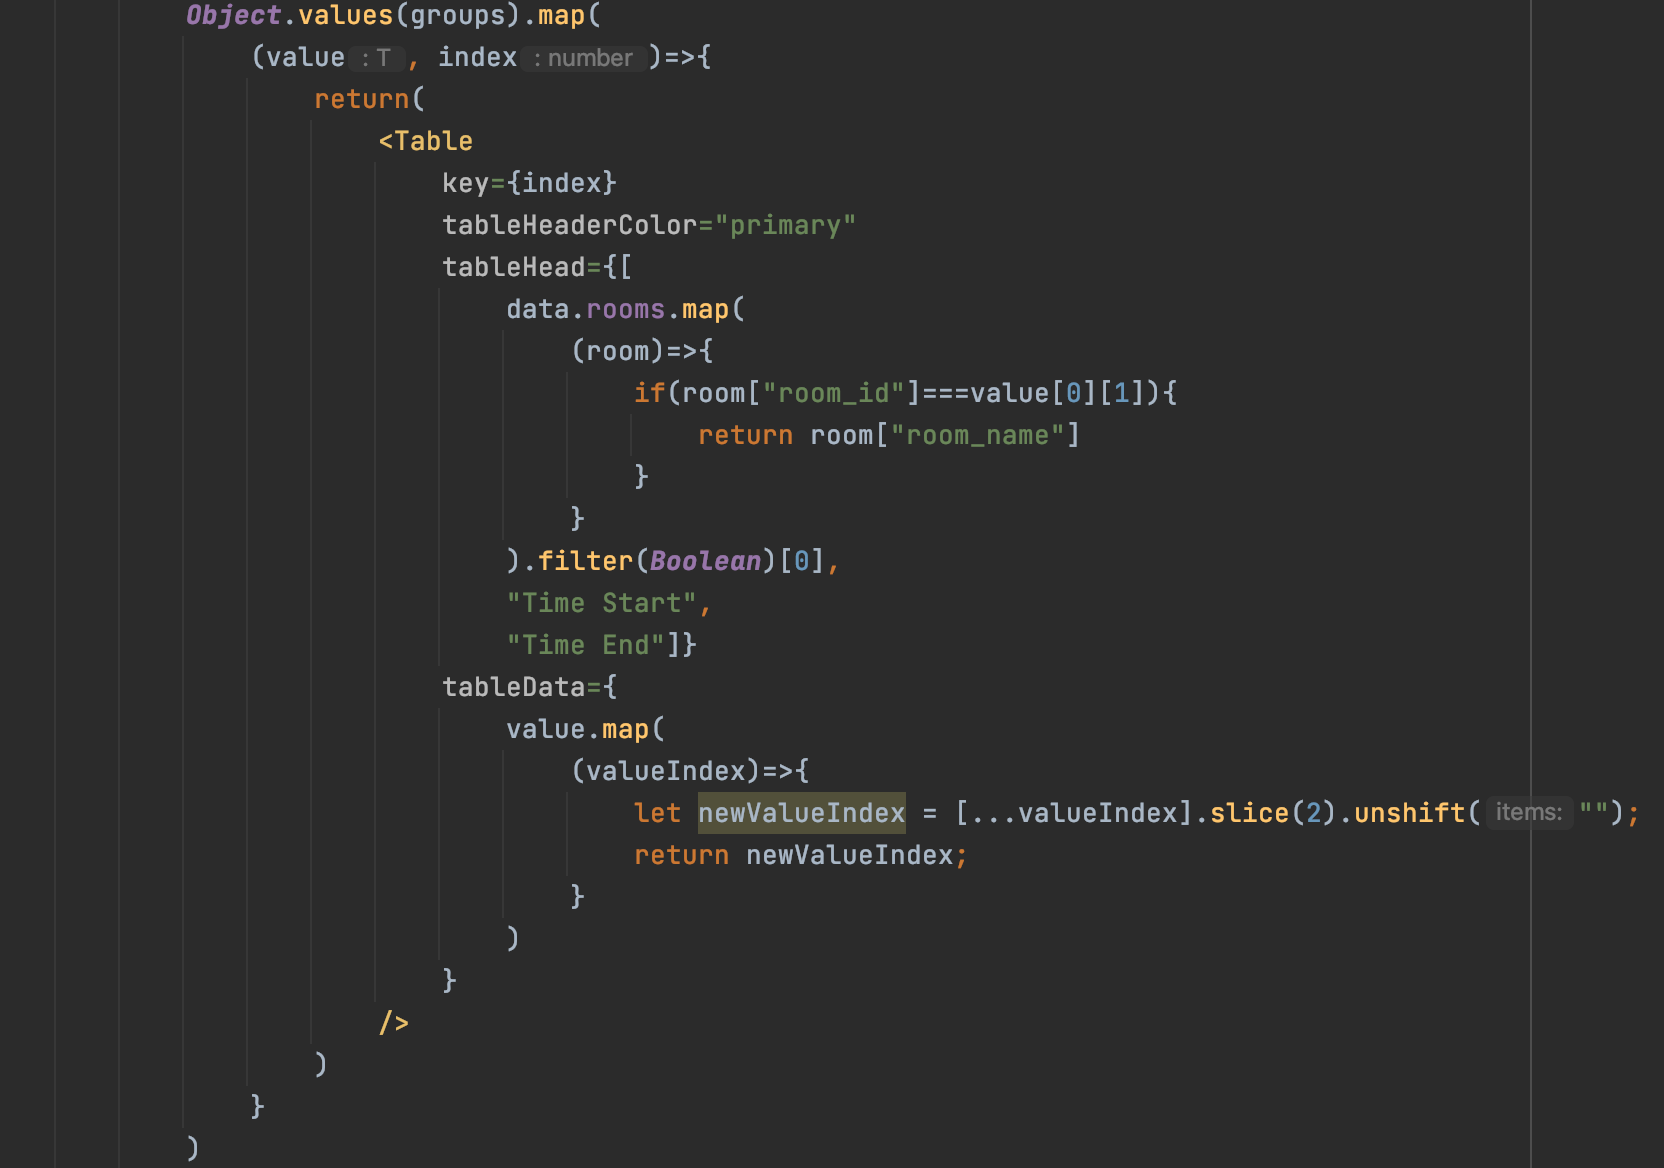 Object.values(groups).map(
(value : T , index : number )=>{
return(
<Table
key={index}
tableHeaderColor="primary"
tableHead={[
data.rooms.map(
(room)=>{
if(room["room_id"]===value[0][1]){
return room["room_name"]
}
}
).filter(Boolean)[0],
"Time Start",
"Time End"]}
tableData={
value.map(
(valueIndex)=>{
let newValueIndex = [...valueIndex].slice(2).unshift( items: "");
return newValueIndex;
}
)
}
/>
)
}
)